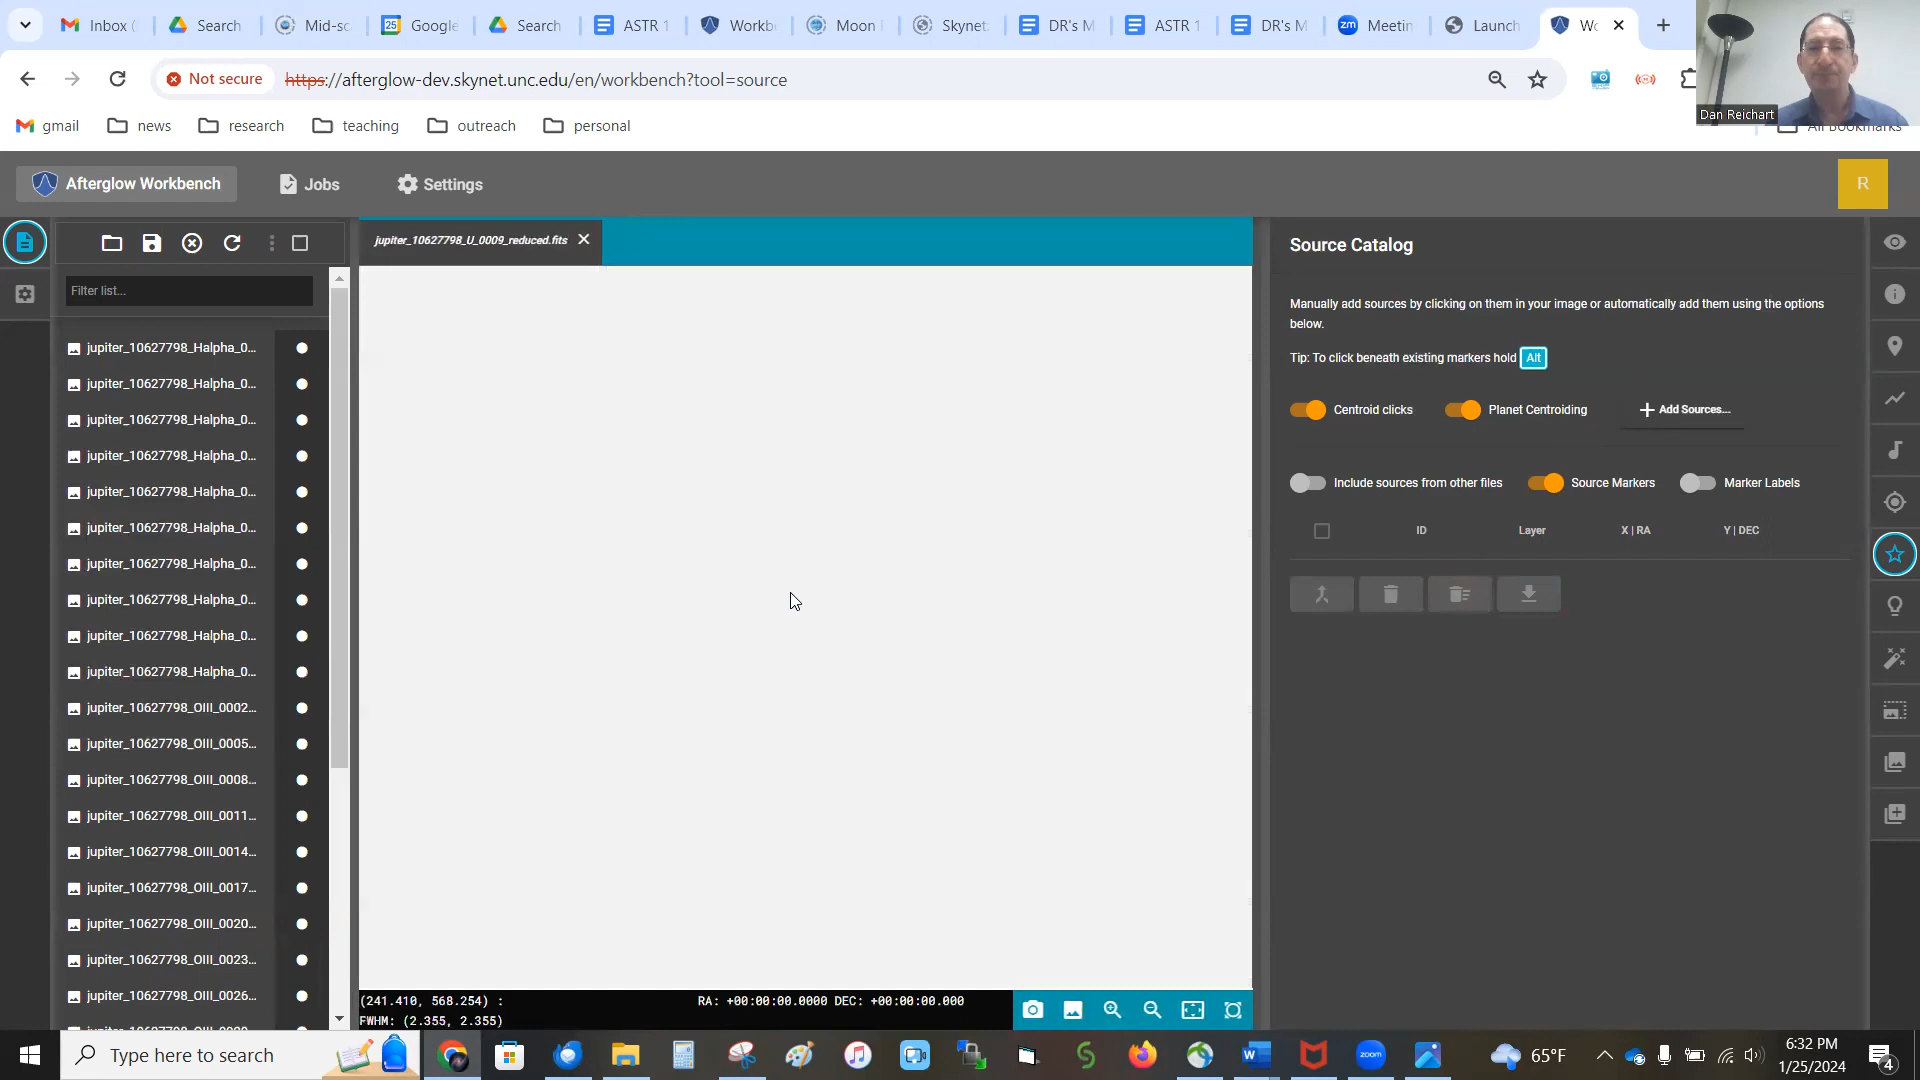 Inbox (
Search
Mid-sc
Google
Search
ASTR 1
Workb
Moon
Skynet
DR's M
ASTR 1
DR's M
zm
Meetin
Launch
Wo
Not secure
https://afterglow-dev.skynet.unc.edu/en/workbench?tool=source
gmail
news
research
teaching
outreach
personal
All Bookmarks
Dan Reichart
Afterglow Workbench
Jobs
Settings
R
Filter list...
jupiter_10627798_Halpha_0...
jupiter_10627798_Halpha_0...
jupiter_10627798_Halpha_0...
jupiter_10627798_Halpha_0...
jupiter_10627798_Halpha_0...
jupiter_10627798_Halpha_0...
jupiter_10627798_Halpha_0...
jupiter_10627798_Halpha_0...
jupiter_10627798_Halpha_0...
jupiter_10627798_Halpha_0...
jupiter_10627798_OIII_0002...
jupiter_10627798_OIII_0005...
jupiter_10627798_OIII_0008...
jupiter_10627798_OIII_0011...
jupiter_10627798_OIII_0014...
jupiter_10627798_OIII_0017...
jupiter_10627798_OIII_0020...
jupiter_10627798_OIII_0023...
jupiter_10627798_OIII_0026...
jupiter_10627798_U_0009_reduced.fits
(241.410, 568.254) :
FWHM: (2.355, 2.355)
RA: +00:00:00.0000 DEC: +00:00:00.000
Source Catalog
Manually add sources by clicking on them in your image or automatically add them using the options
below.
Tip: To click beneath existing markers hold Alt
Centroid clicks
Planet Centroiding
Add Sources...
Include sources from other files
Source Markers
Marker Labels
ID
Layer
X | RA
Y | DEC
Type here to search
zoom
65°F
6:32 PM
1/25/2024
4